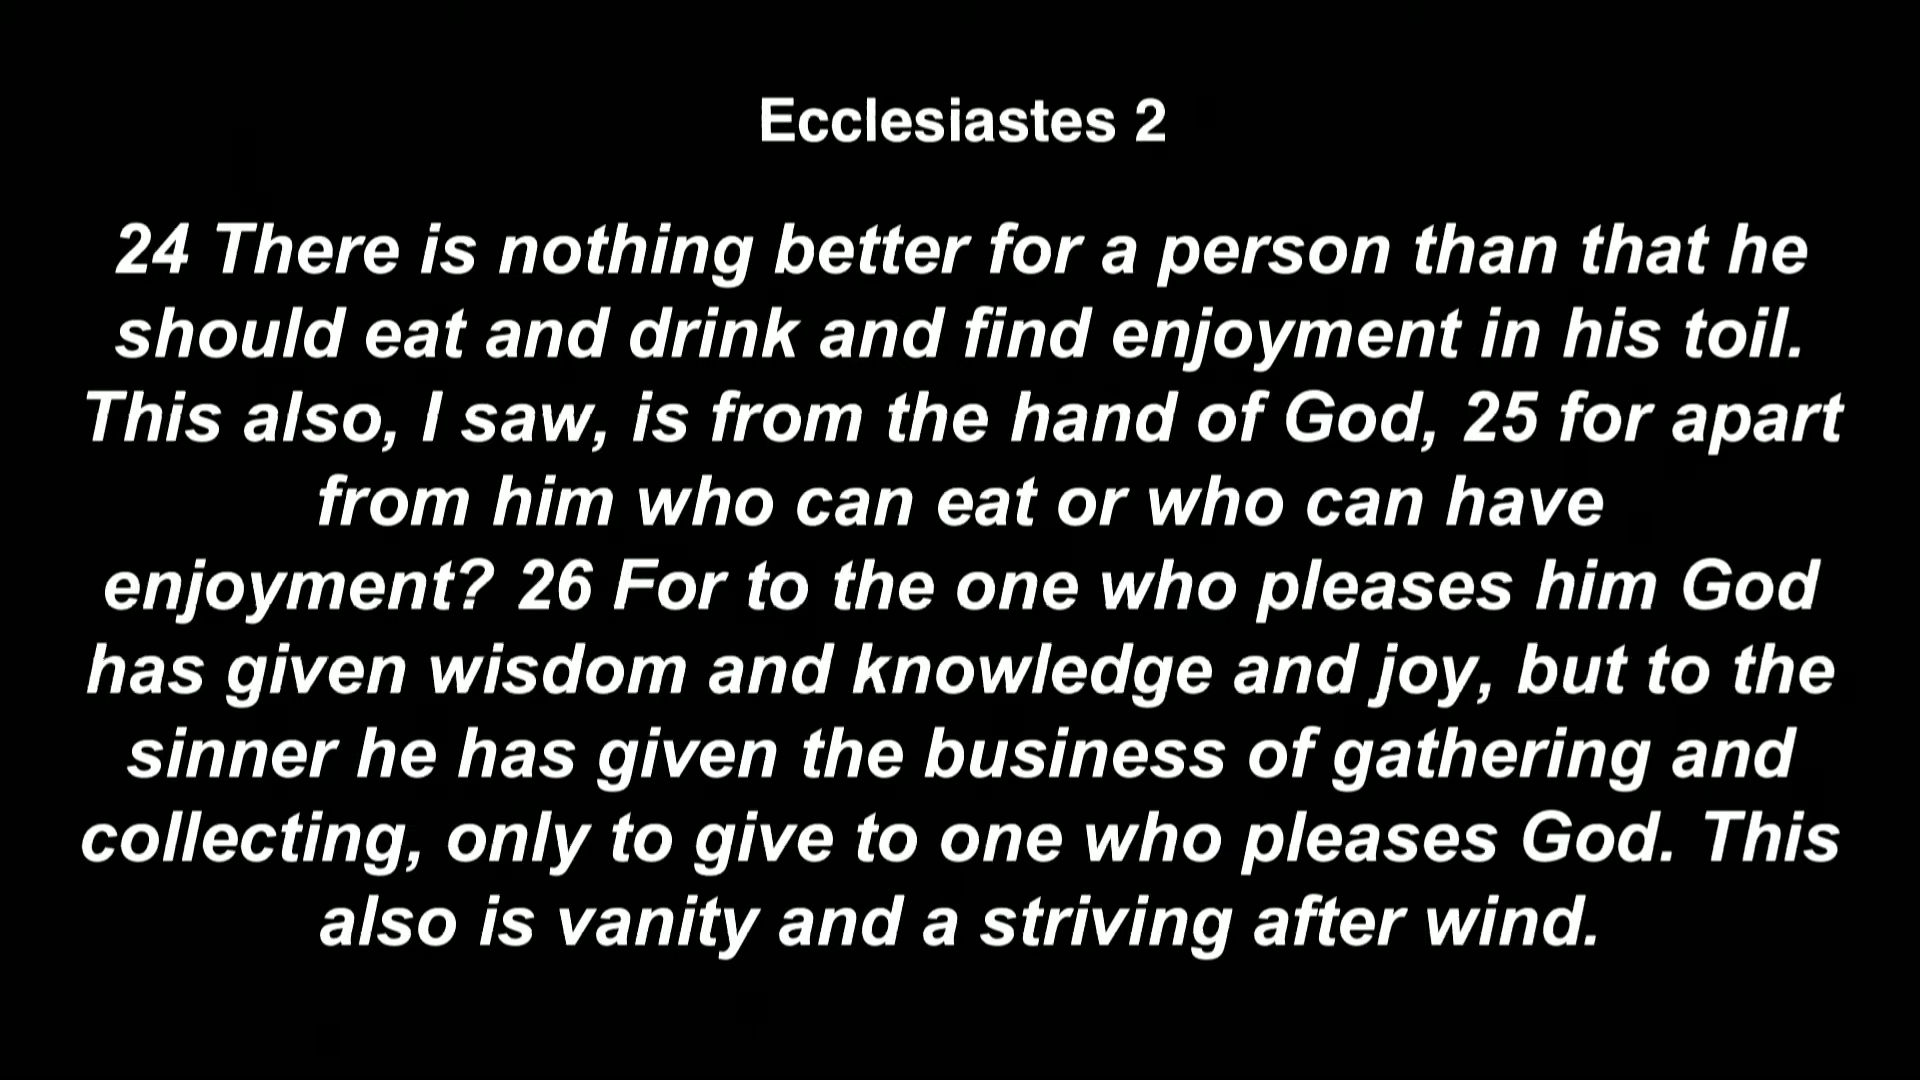 Ecclesiastes 2
24 There is nothing better for a person than that he
should eat and drink and find enjoyment in his toil.
This also, I saw, is from the hand of God, 25 for apart
from him who can eat or who can have
enjoyment? 26 For to the one who pleases him God
has given wisdom and knowledge and joy, but to the
sinner he has given the business of gathering and
collecting, only to give to one who pleases God. This
also is vanity and a striving after wind.